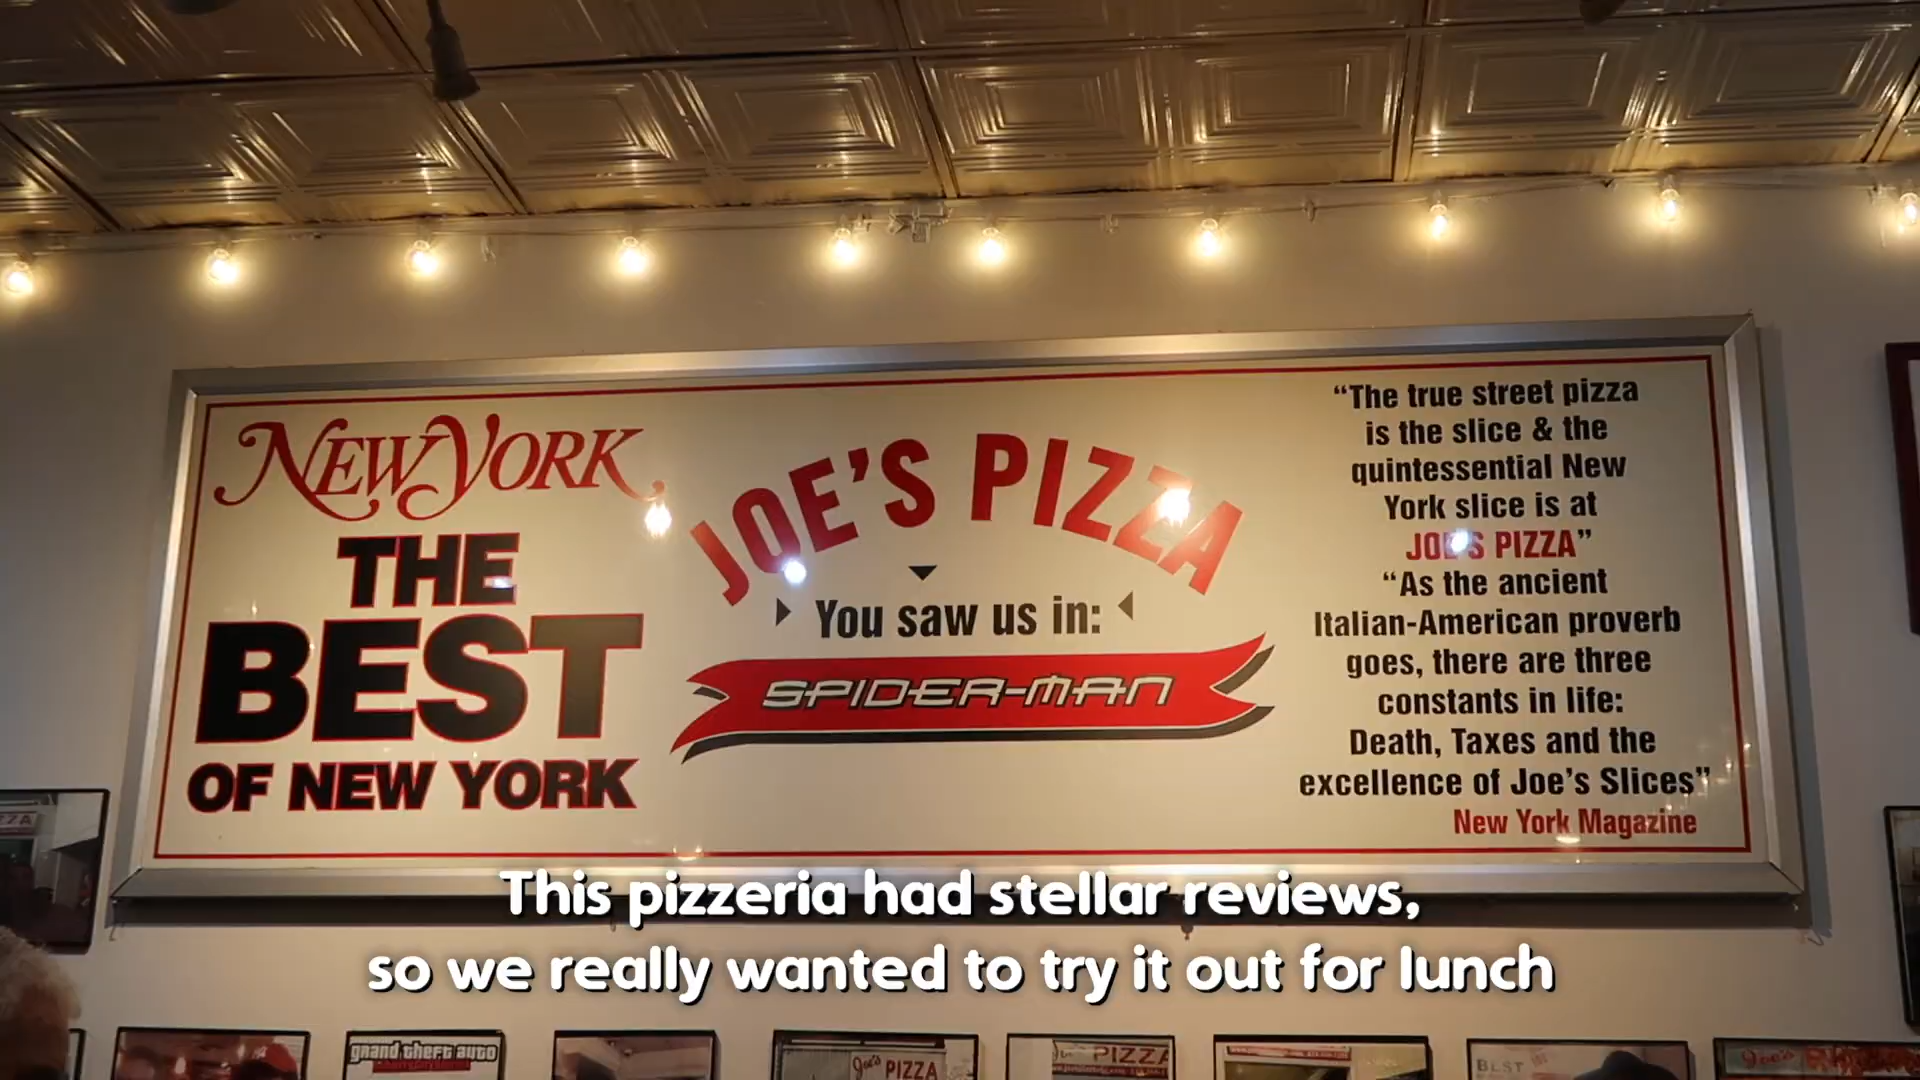 NEW YORK
THE
BEST
OF NEW YORK
JOE'S PIZZA
You saw us in:
SPIDER-MAN
“The true street pizza
is the slice & the
quintessential New
York slice is at
JOE'S PIZZA”
“As the ancient
Italian-American proverb
goes, there are three
constants in life:
Death, Taxes and the
excellence of Joe's Slices”
New York Magazine
This pizzeria had stellar reviews,
so we really wanted to try it out for lunch
grand theft auto
Joe's PIZZA
PIZZA
BEST